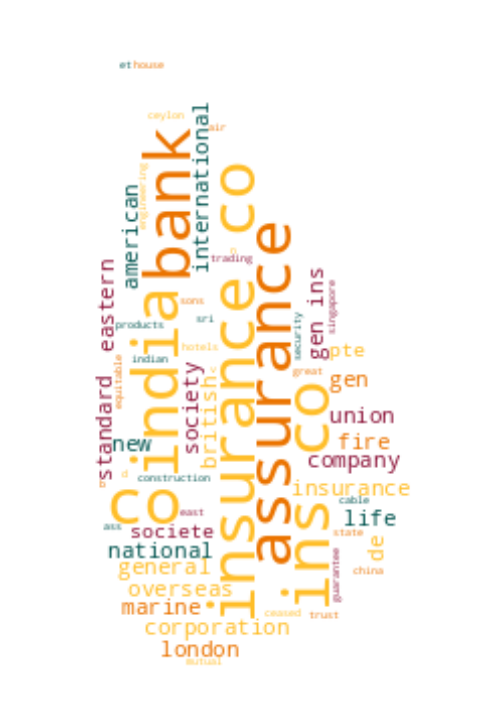 et house
ceylon
air
bank
international
co
american
engineering
india
insurance
assurance
trading
eastern
gen ins
singapore
o
sons
sri
products
security
hotels
pte
indian
great
equitable
society
british
c
gen
standard
ins co
union
new
fire
company
d
construction
b
co
insurance
cable
east
life
ass
societe
state
de
national
general
guarantee
china
overseas
marine
ceased
trust
corporation
london
mutual